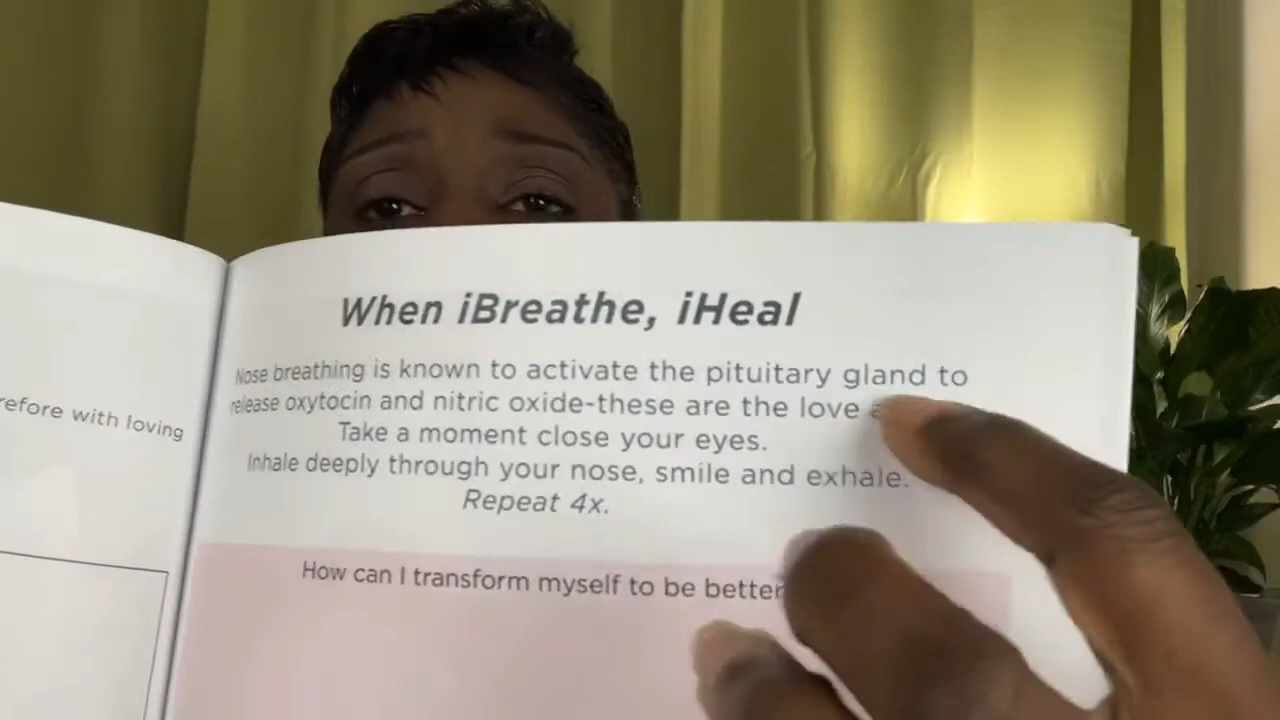 refore with loving
When iBreathe, iHeal
Nose breathing is known to activate the pituitary gland to
release oxytocin and nitric oxide-these are the love
Take a moment close your eyes.
Inhale deeply through your nose, smile and exhale.
Repeat 4x.
How can I transform myself to be better